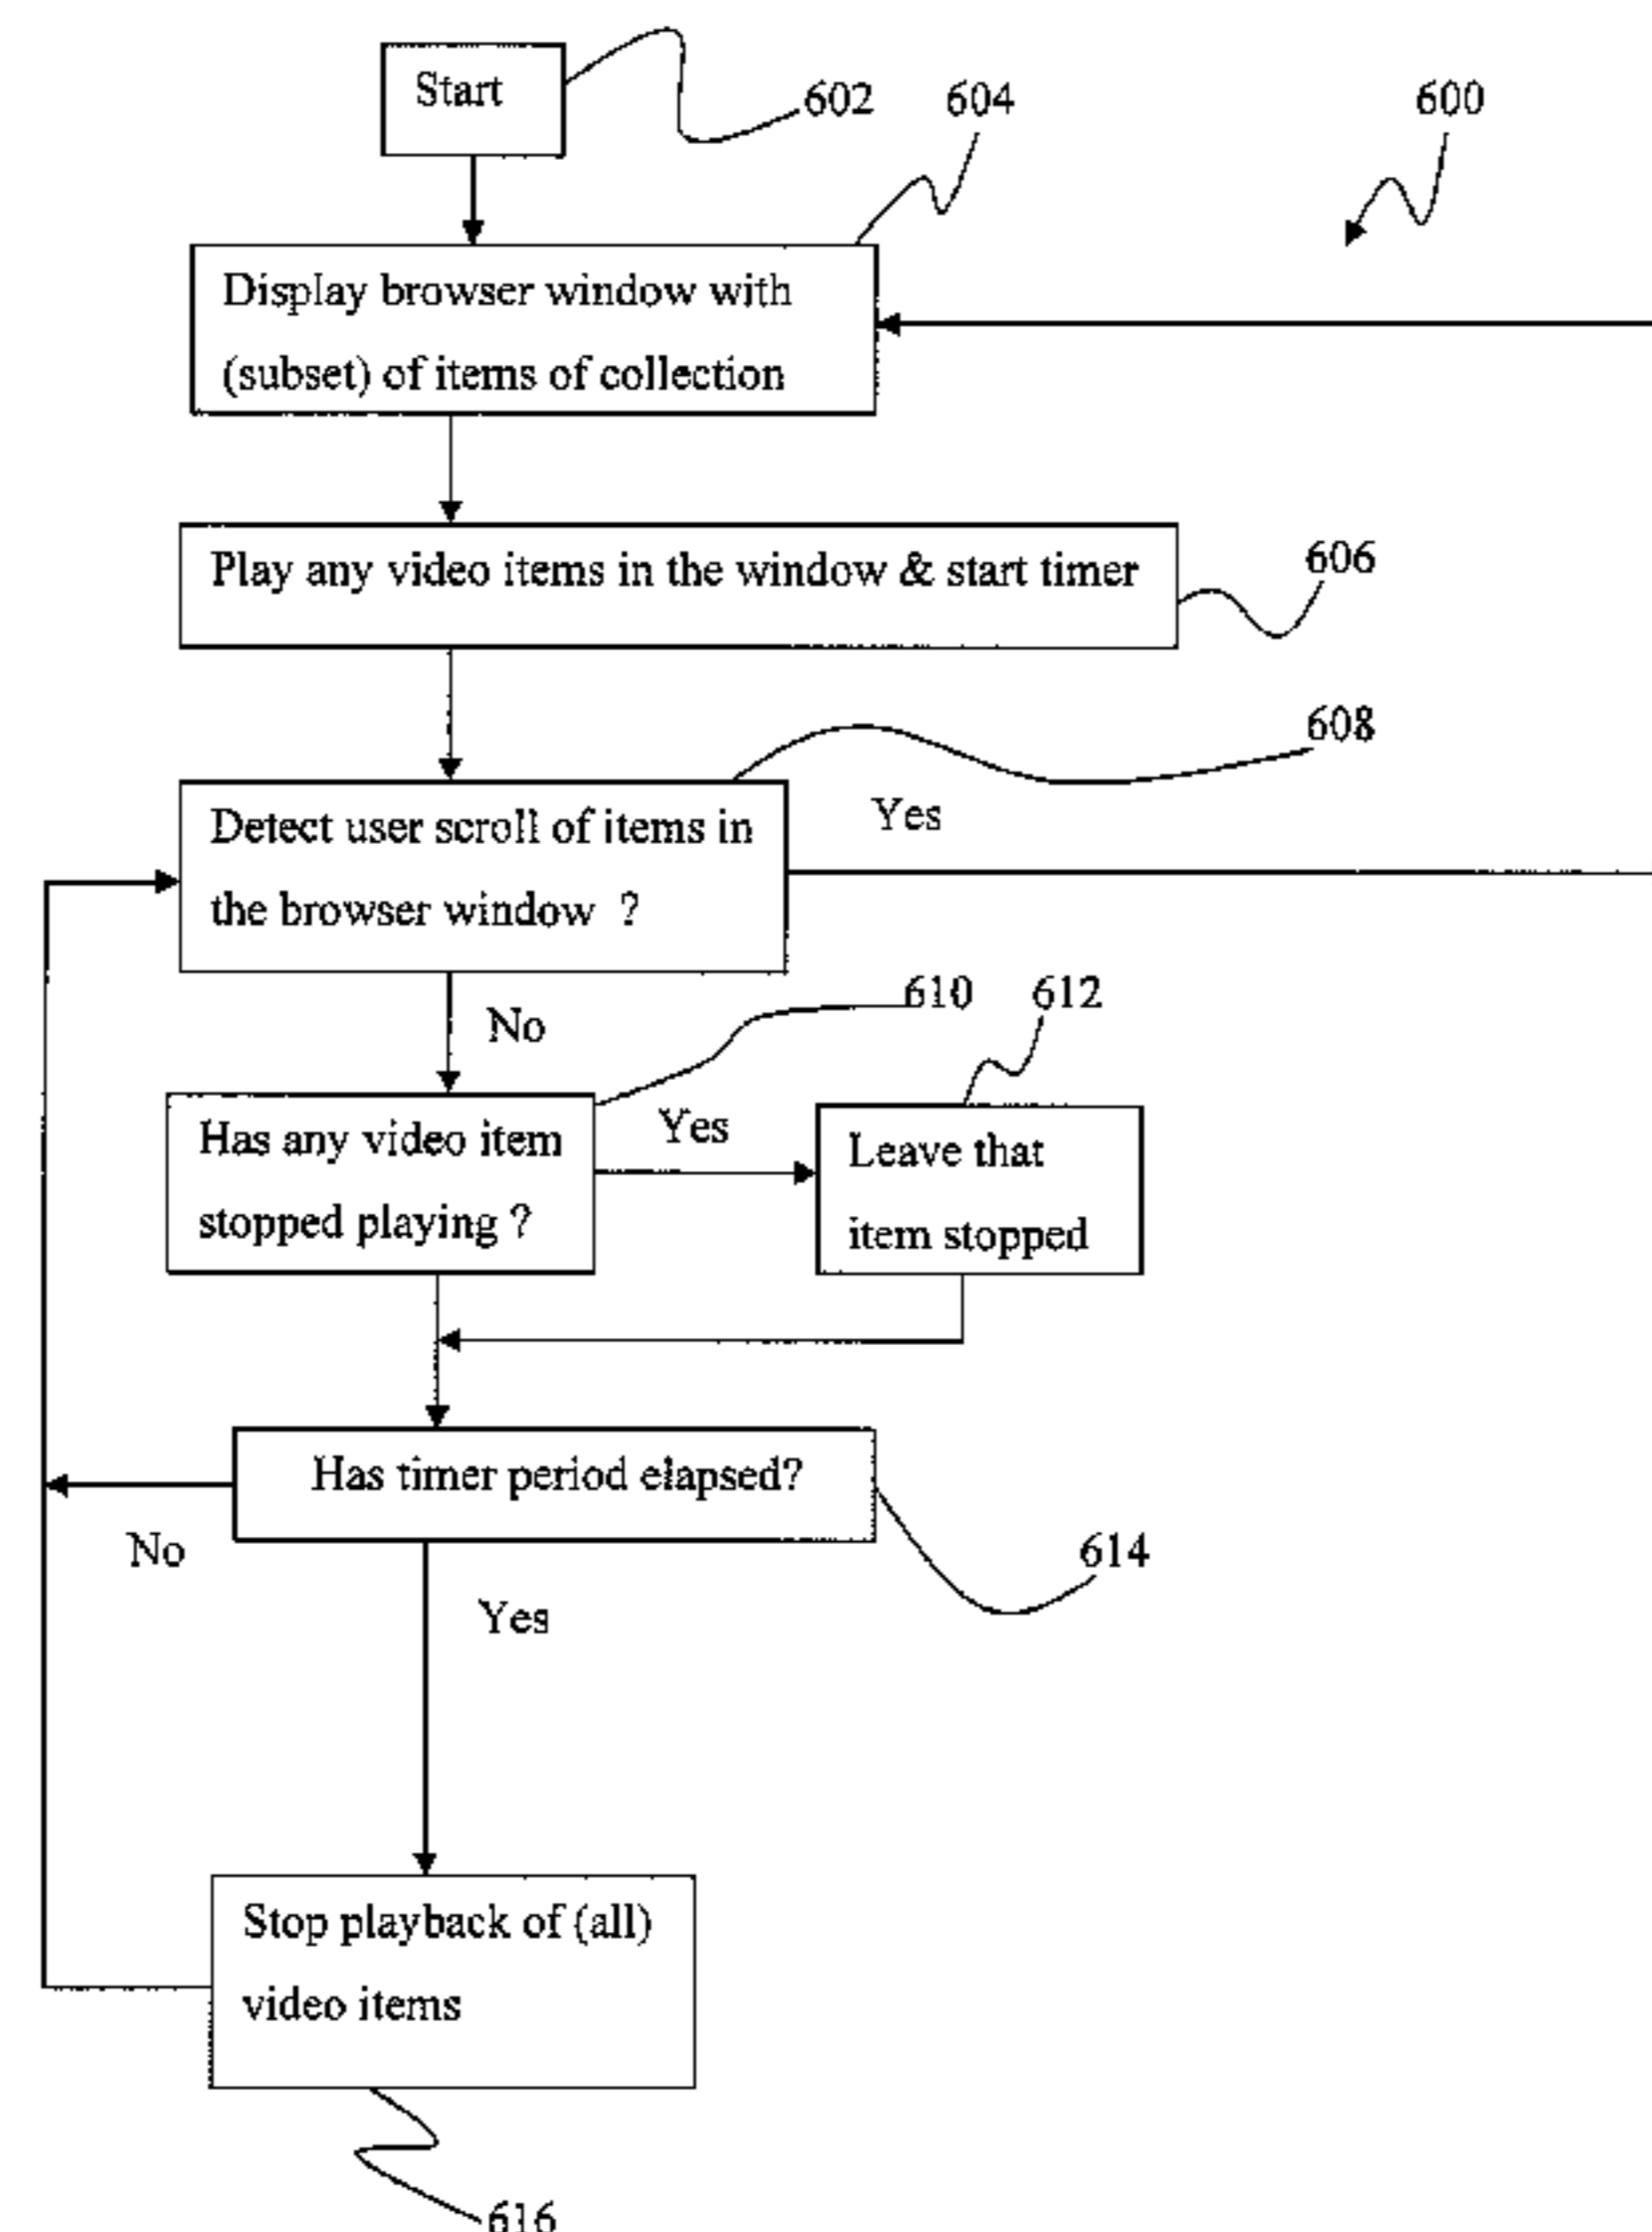 Start
602
604
600
Display browser window with
(subset) of items of collection
Play any video items in the window & start timer
606
608
Detect user scroll of items in
the browser window ?
Yes
No
610
612
Has any video item
stopped playing ?
Yes
Leave that
item stopped
Has timer period elapsed?
No
614
Yes
Stop playback of (all)
video items
616